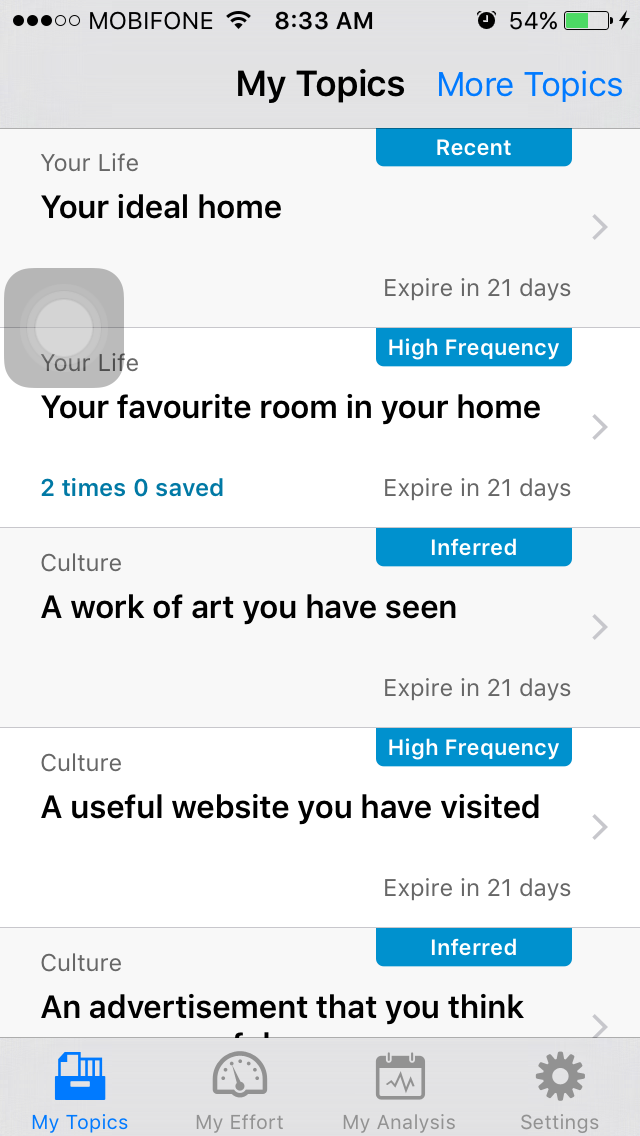 MOBIFONE 8:33 AM 54%
My Topics More Topics
Recent
Your Life
Your ideal home
Expire in 21 days
High Frequency
Your Life
Your favourite room in your home
2 times 0 saved Expire in 21 days
Inferred
Culture
A work of art you have seen
Expire in 21 days
High Frequency
Culture
A useful website you have visited
Expire in 21 days
Inferred
Culture
An advertisement that you think
My Topics My Effort My Analysis Settings